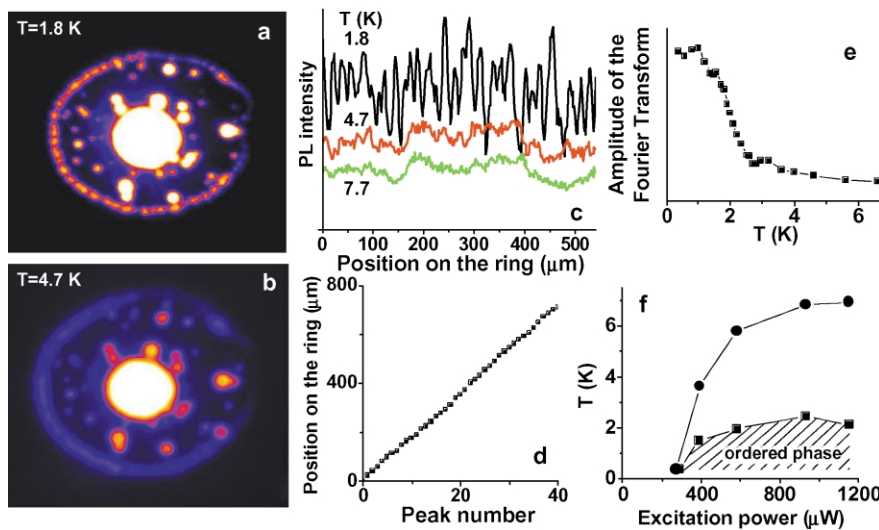 T=1.8 K
a
T=4.7 K
b
T (K)
1.8
4.7
7.7
c
PL intensity
0 100 200 300 400 500
Position on the ring (μm)
800
400
0
Position on the ring (μm)
d
0 20 40
Peak number
e
Amplitude of the
Fourier Transform
0 2 4 6
T (K)
f
8
6
4
2
0
T (K)
ordered phase
0 400 800 1200
Excitation power (μW)